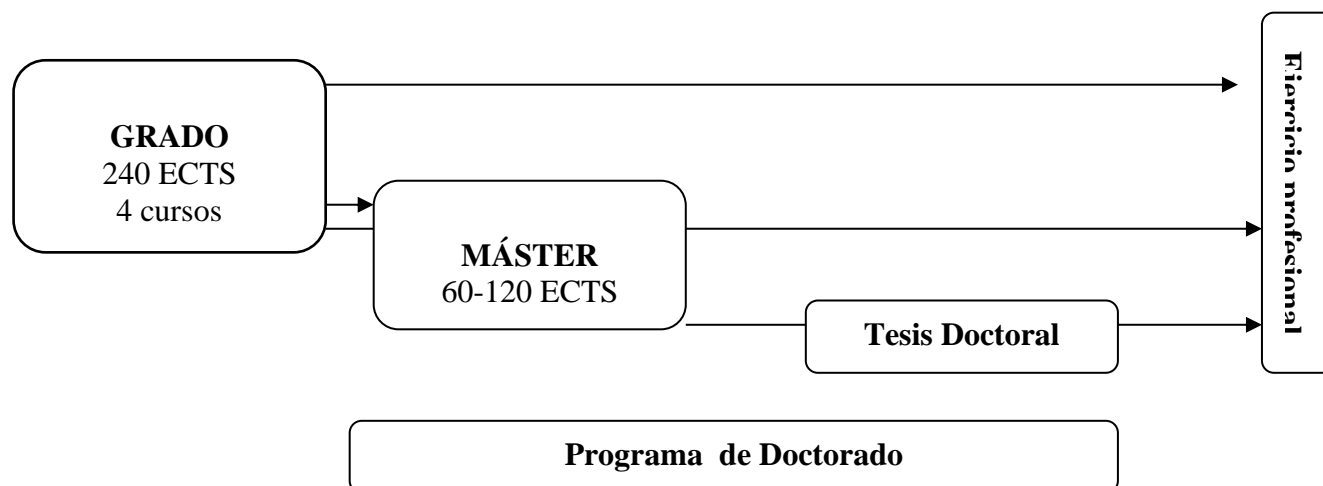 GRADO
240 ECTS
4 cursos
MÁSTER
60-120 ECTS
Tesis Doctoral
Programa de Doctorado
Ejercicio profesional